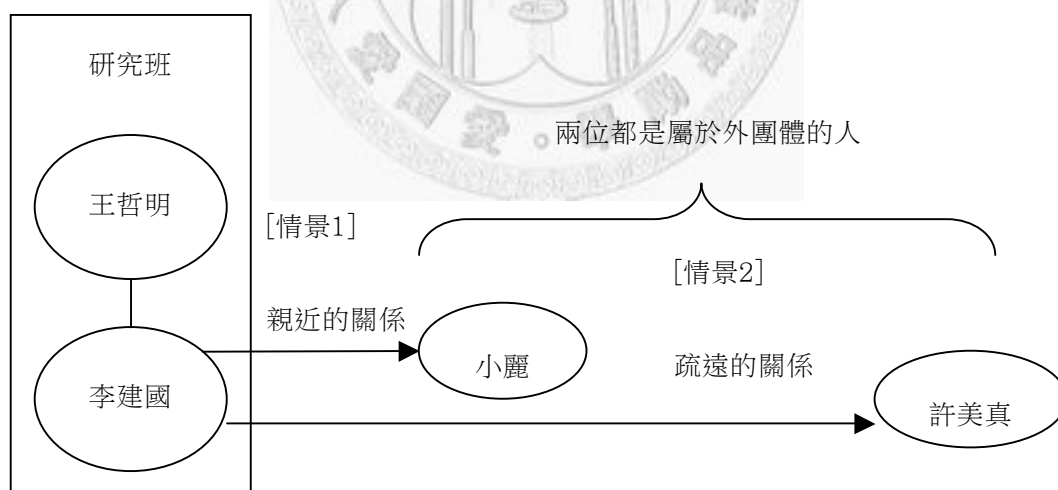 研究班
兩位都是屬於外團體的人
王哲明
[情景1]
[情景2]
親近的關係
小麗
疏遠的關係
李建國
許美真